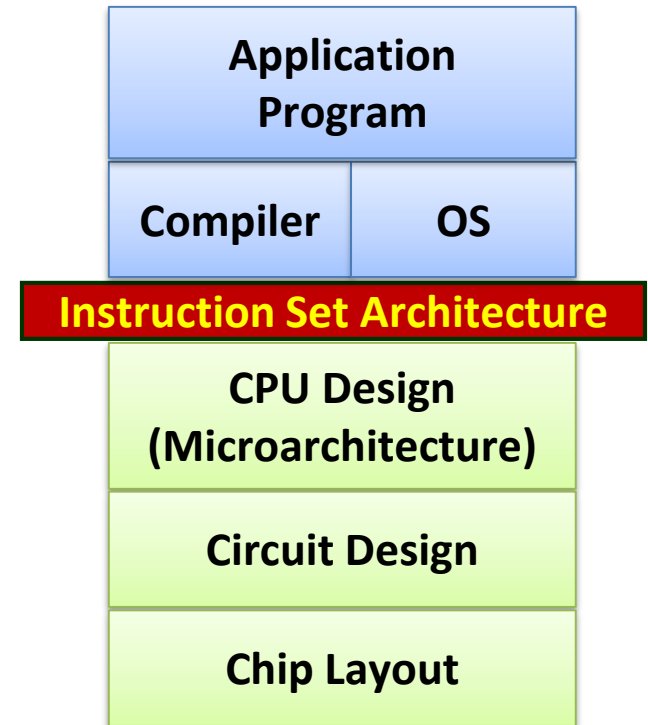 Application
Program
Compiler
OS
Instruction Set Architecture
CPU Design
(Microarchitecture)
Circuit Design
Chip Layout